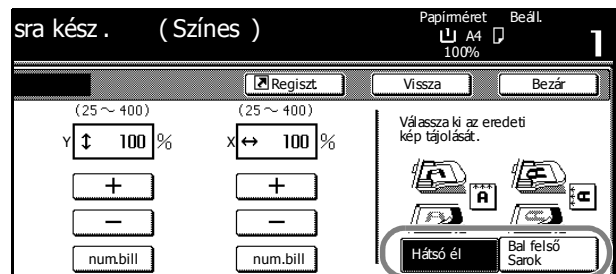 sra kész. (Színes )
Papírméret Beáll.
A4
100%
1
Regiszt
Vissza
Bezár
(25～400)
(25～400)
Y 100 %
X 100 %
Válassza ki az eredeti
kép tájolását.
+
+
A
−
−
num.bill
num.bill
Hátsó él
Bal felső
Sarok